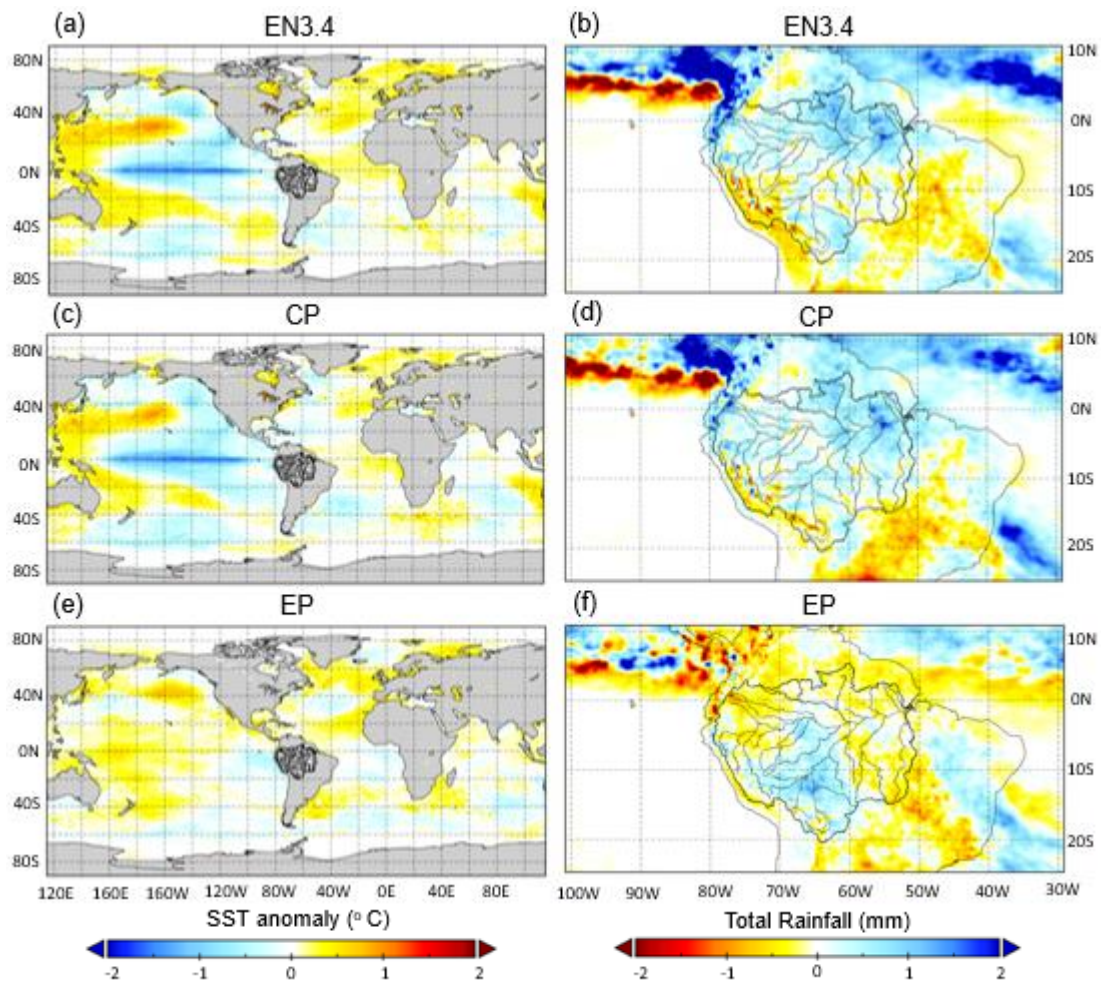 (a) EN3.4 (b) EN3.4
80N 10N
40N 0N
0N 10S
40S 20S
80S
(c) CP (d) CP
80N 10N
40N 0N
0N 10S
40S 20S
80S
(e) EP (f) EP
80N 10N
40N 0N
0N 10S
40S 20S
80S
120E 160E 160W 120W 80W 40W 0E 40E 80E 100W 90W 80W 70W 60W 50W 40W 30W
SST anomaly (° C) Total Rainfall (mm)
-2 -1 0 1 2 -2 -1 0 1 2